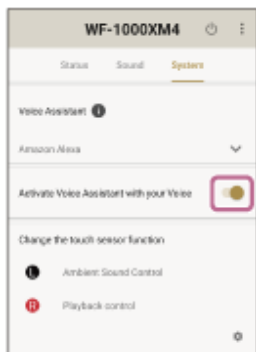 WF-1000XM4
Status Sound System
Voice Assistant i
Amazon Alexa
Activate Voice Assistant with your Voice
Change the touch sensor function
L Ambient Sound Control
R Playback control